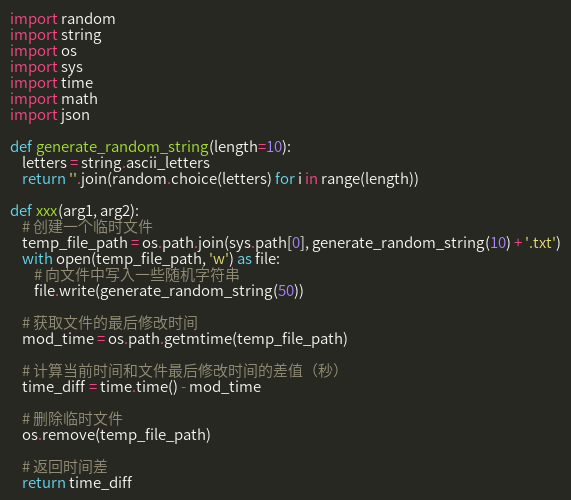 import random
import string
import os
import sys
import time
import math
import json

def generate_random_string(length=10):
    letters = string.ascii_letters
    return ''.join(random.choice(letters) for i in range(length))

def xxx(arg1, arg2):
    # 创建一个临时文件
    temp_file_path = os.path.join(sys.path[0], generate_random_string(10) + '.txt')
    with open(temp_file_path, 'w') as file:
        # 向文件中写入一些随机字符串
        file.write(generate_random_string(50))

    # 获取文件的最后修改时间
    mod_time = os.path.getmtime(temp_file_path)

    # 计算当前时间和文件最后修改时间的差值（秒）
    time_diff = time.time() - mod_time

    # 删除临时文件
    os.remove(temp_file_path)

    # 返回时间差
    return time_diff